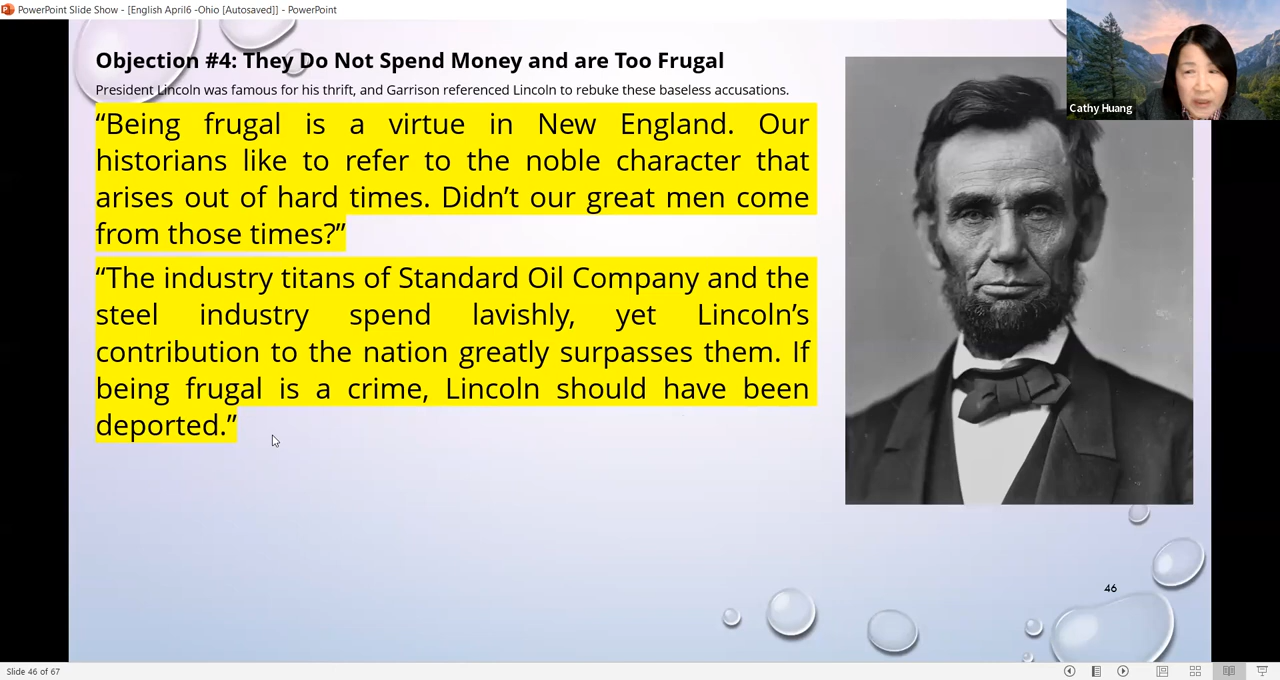 PowerPoint Slide Show - [English April6 -Ohio [Autosaved]] - PowerPoint
Objection #4: They Do Not Spend Money and are Too Frugal
President Lincoln was famous for his thrift, and Garrison referenced Lincoln to rebuke these baseless accusations.
“Being frugal is a virtue in New England. Our
historians like to refer to the noble character that
arises out of hard times. Didn’t our great men come
from those times?”
“The industry titans of Standard Oil Company and the
steel industry spend lavishly, yet Lincoln’s
contribution to the nation greatly surpasses them. If
being frugal is a crime, Lincoln should have been
deported.”
Cathy Huang
46
Slide 46 of 67